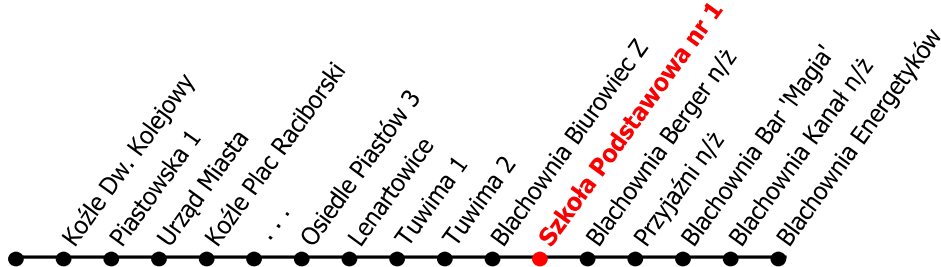 Koźle Dw. Kolejowy
Piastowska 1
Urząd Miasta
Koźle Plac Raciborski
. . .
Osiedle Piastów 3
Lenartowice
Tuwima 1
Tuwima 2
Blachownia Biurowiec Z
Szkoła Podstawowa nr 1
Blachownia Berger n/ż
Przyjaźni n/ż
Blachownia Bar 'Magia'
Blachownia Kanał n/ż
Blachownia Energetyków